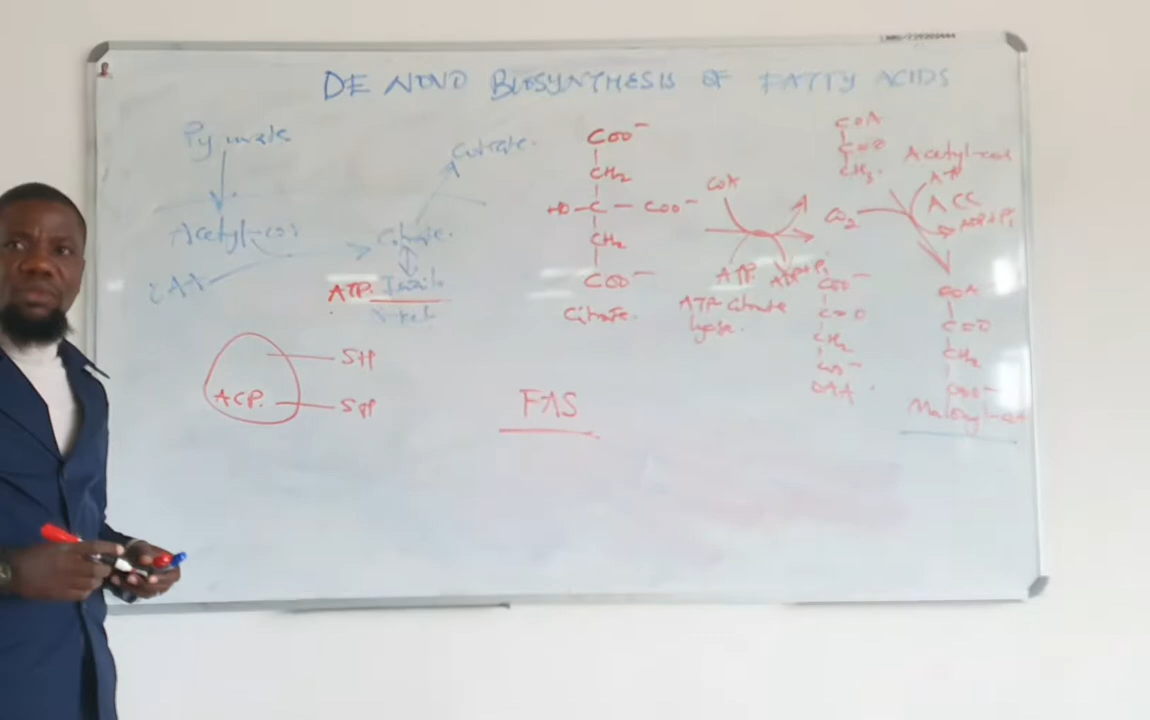 DE NOVO BIOSYNTHESIS OF FATTY ACIDS
Pyruvate
Acetyl-coA
OAA
Citrate.
Citrate.
ATP.
COO⁻
CH₂
HO-C-COO⁻
CH₂
COO⁻
Citrate.
CoA
ATP ADP+Pi
ATP Citrate
lyase.
CoA
C=O
CH₃.
Acetyl-coA
CO₂
ATP
ACC
ADP+Pi
COO⁻
C=O
CH₂
COO⁻
OAA
CoA
C=O
CH₂
COO⁻
Malonyl-coA
SH
ACP.
SH
FAS